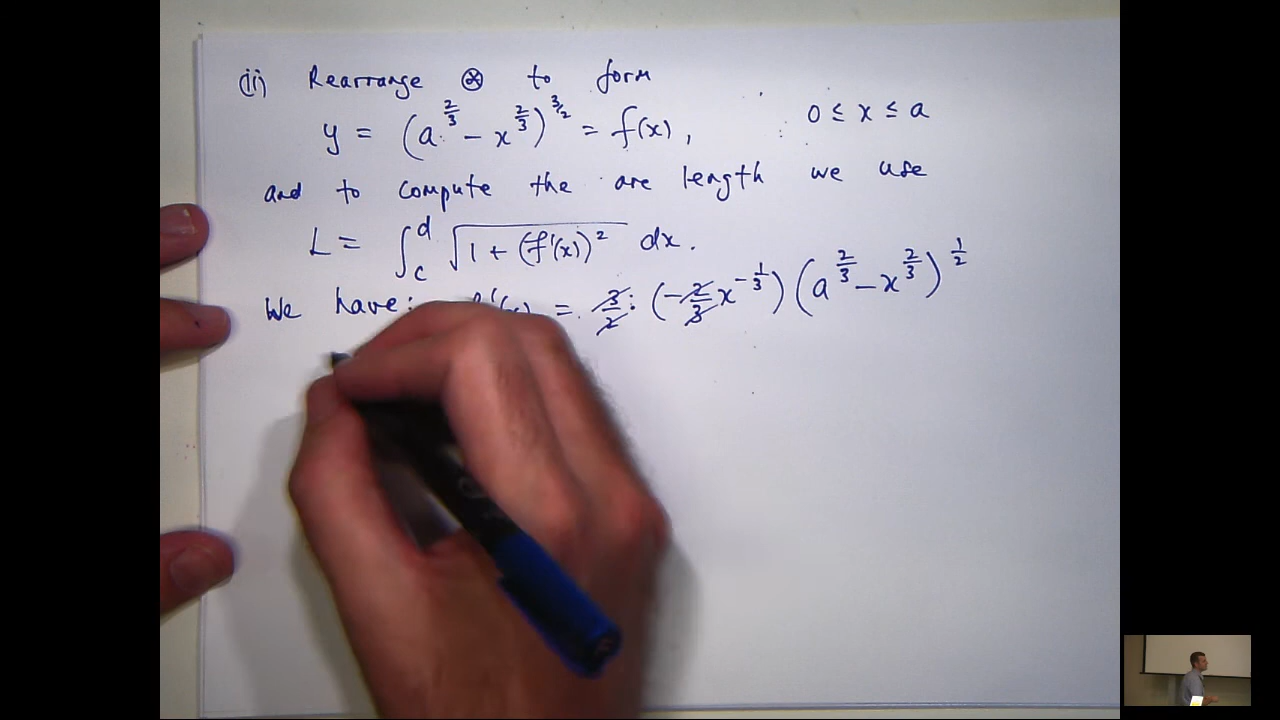 (ii) Rearrange ⊛ to form
y = (a^{2/3} − x^{2/3})^{3/2} = f(x), 0 ≤ x ≤ a
and to compute the arc length we use
L = ∫_c^d √(1 + (f'(x))^2) dx.
We have: f'(x) = 3/2 · (−2/3 x^{−1/3}) (a^{2/3} − x^{2/3})^{1/2}